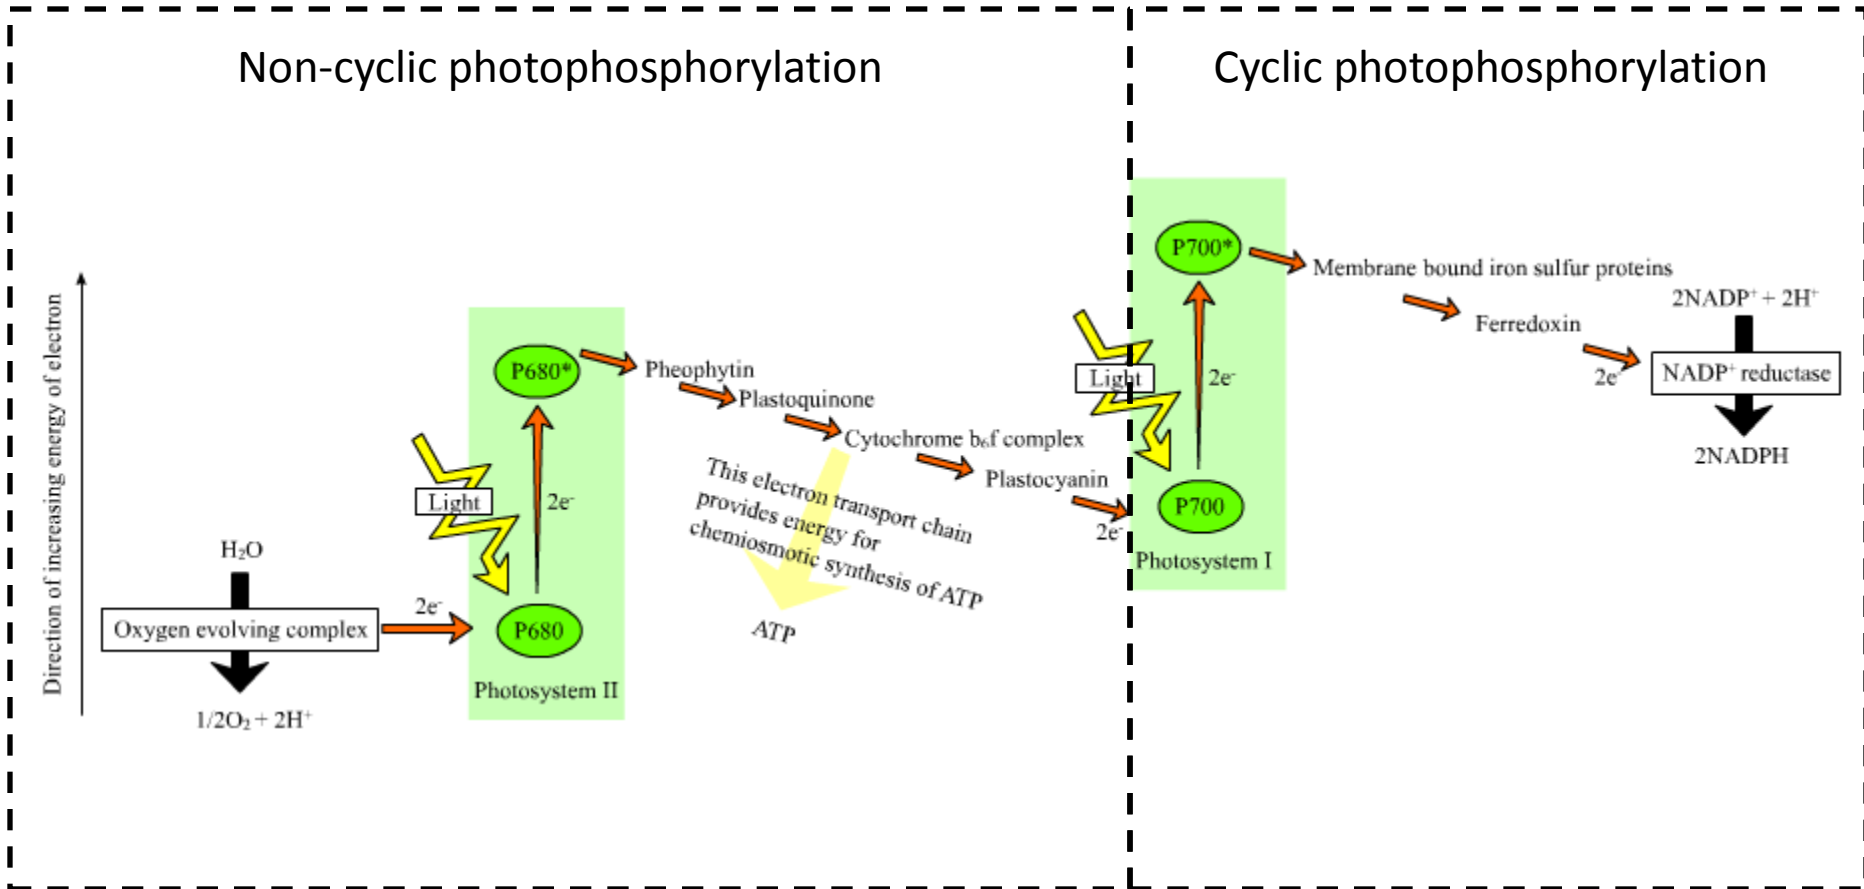 Non-cyclic photophosphorylation
Cyclic photophosphorylation
Direction of increasing energy of electron
H₂O
Oxygen evolving complex
1/2O₂ + 2H⁺
2e⁻
Light
P680*
2e⁻
P680
Photosystem II
Pheophytin
Plastoquinone
Cytochrome b₆f complex
Plastocyanin
2e⁻
This electron transport chain
provides energy for
chemiosmotic synthesis of ATP
ATP
Light
P700*
2e⁻
P700
Photosystem I
Membrane bound iron sulfur proteins
Ferredoxin
2e⁻
2NADP⁺ + 2H⁺
NADP⁺ reductase
2NADPH